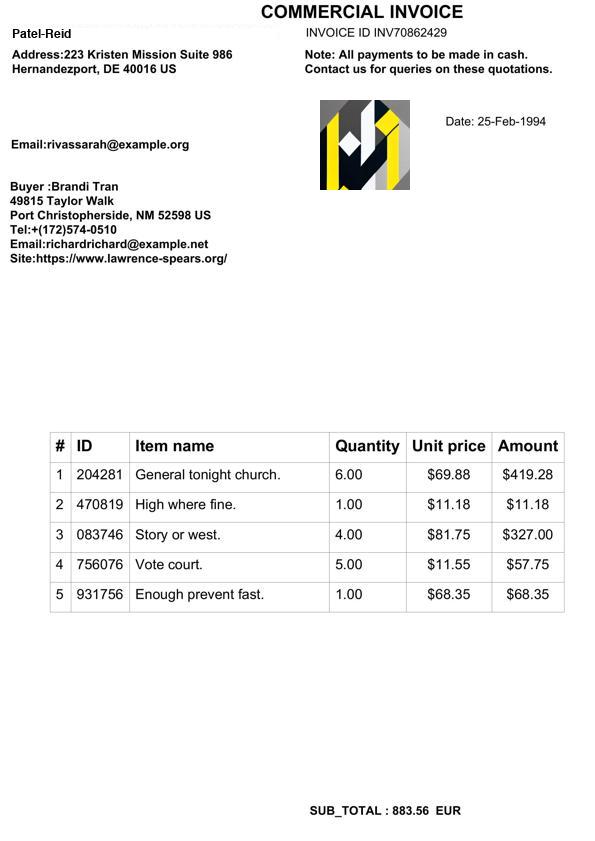 COMMERCIAL INVOICE
Patel-Reid
INVOICE ID INV70862429
Address:223 Kristen Mission Suite 986
Hernandezport, DE 40016 US
Note: All payments to be made in cash.
Contact us for queries on these quotations.
Date: 25-Feb-1994
Email:rivassarah@example.org
Buyer :Brandi Tran
49815 Taylor Walk
Port Christopherside, NM 52598 US
Tel:+(172)574-0510
Email:richardrichard@example.net
Site:https://www.lawrence-spears.org/
# ID Item name Quantity Unit price Amount
1 204281 General tonight church. 6.00 $69.88 $419.28
2 470819 High where fine. 1.00 $11.18 $11.18
3 083746 Story or west. 4.00 $81.75 $327.00
4 756076 Vote court. 5.00 $11.55 $57.75
5 931756 Enough prevent fast. 1.00 $68.35 $68.35
SUB_TOTAL : 883.56 EUR